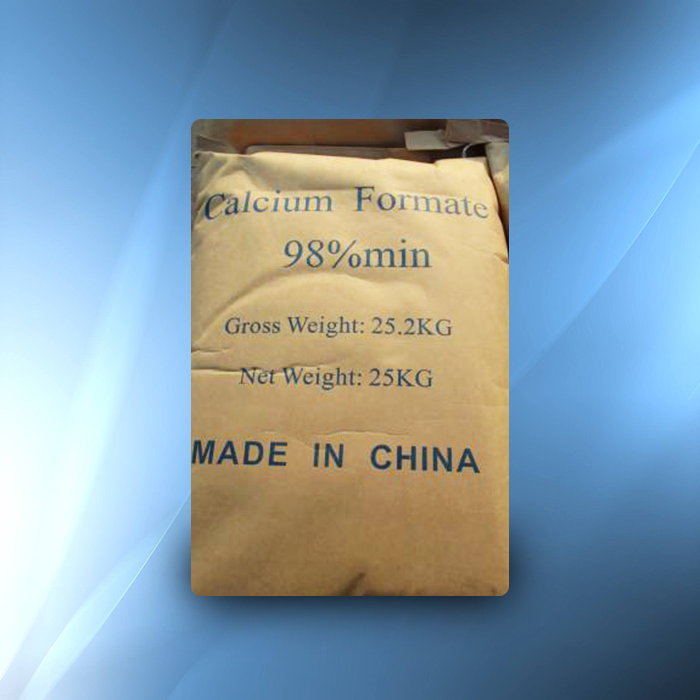 Calcium Formate
98%min
Gross Weight: 25.2KG
Net Weight: 25KG
MADE IN CHINA